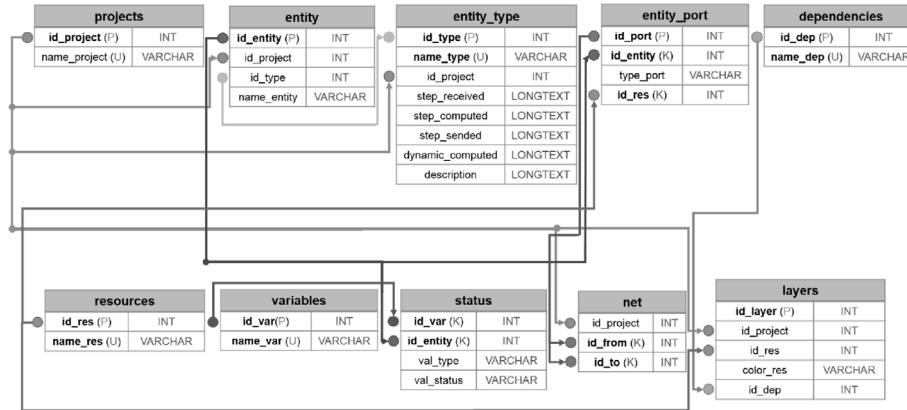 projects
id_project (P) INT
name_project (U) VARCHAR
entity
id_entity (P) INT
id_project INT
id_type INT
name_entity VARCHAR
entity_type
id_type (P) INT
name_type (U) VARCHAR
id_project INT
step_received LONGTEXT
step_computed LONGTEXT
step_sended LONGTEXT
dynamic_computed LONGTEXT
description LONGTEXT
entity_port
id_port (P) INT
id_entity (K) INT
type_port VARCHAR
id_res (K) INT
dependencies
id_dep (P) INT
name_dep (U) VARCHAR
resources
id_res (P) INT
name_res (U) VARCHAR
variables
id_var(P) INT
name_var (U) VARCHAR
status
id_var (K) INT
id_entity (K) INT
val_type VARCHAR
val_status VARCHAR
net
id_project INT
id_from (K) INT
id_to (K) INT
layers
id_layer (P) INT
id_project INT
id_res INT
color_res VARCHAR
id_dep INT